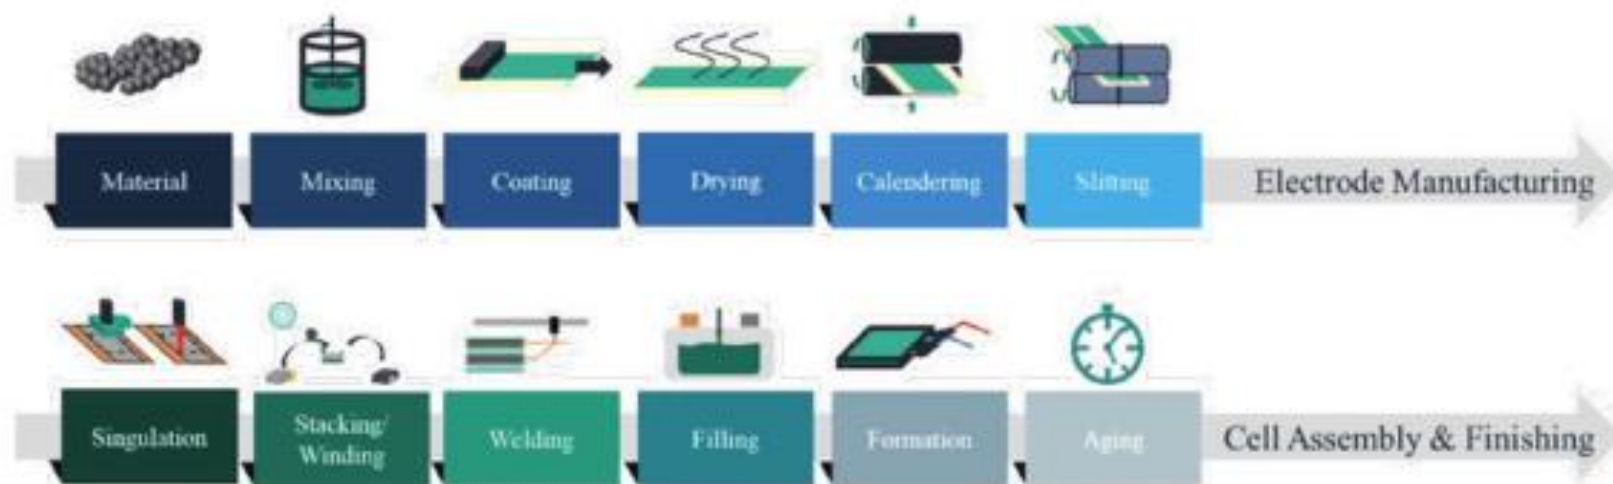 Material
Mixing
Coating
Drying
Calendering
Slitting
Electrode Manufacturing
Singulation
Stacking/
Winding
Welding
Filling
Formation
Aging
Cell Assembly & Finishing